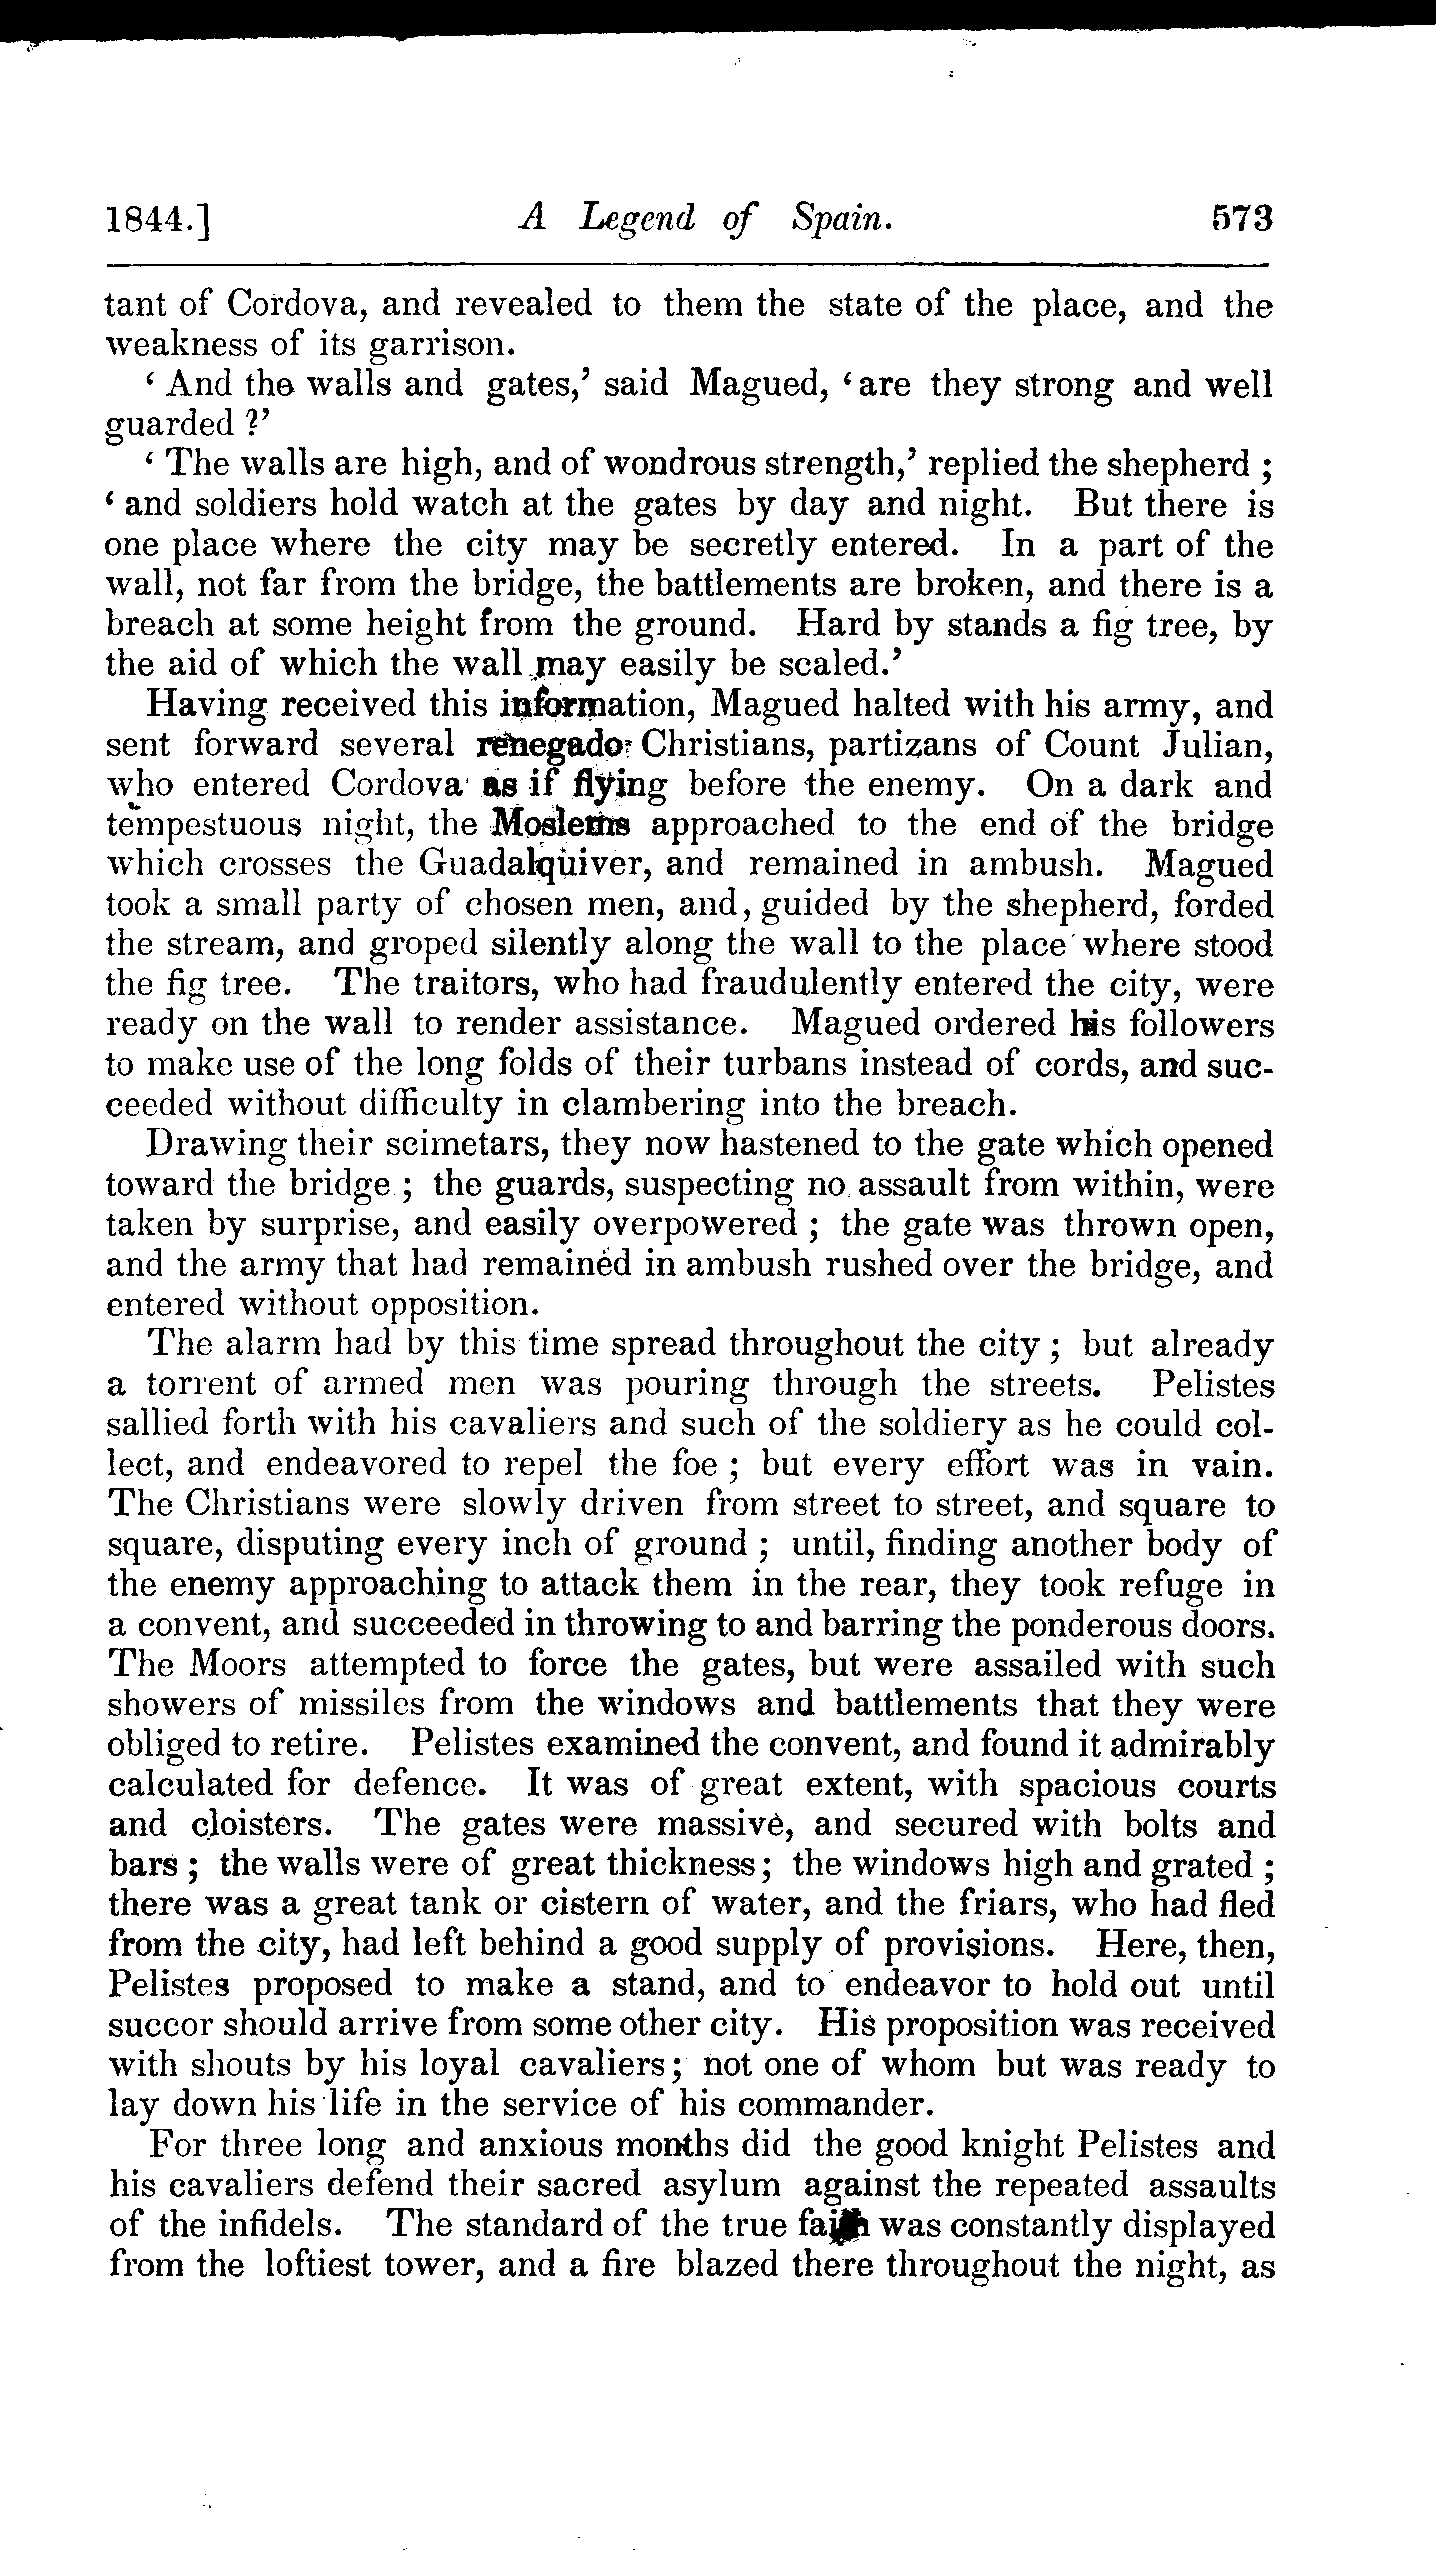 1844.] A Legend of Spain. 573
tant of Cordova, and revealed to them the state of the place, and the
weakness of its garrison.
‘ And the walls and gates,’ said Magued, ‘ are they strong and well
guarded ?’
‘ The walls are high, and of wondrous strength,’ replied the shepherd ;
‘ and soldiers hold watch at the gates by day and night. But there is
one place where the city may be secretly entered. In a part of the
wall, not far from the bridge, the battlements are broken, and there is a
breach at some height from the ground. Hard by stands a fig tree, by
the aid of which the wall may easily be scaled.’
Having received this information, Magued halted with his army, and
sent forward several renegado Christians, partizans of Count Julian,
who entered Cordova as if flying before the enemy. On a dark and
tempestuous night, the Moslems approached to the end of the bridge
which crosses the Guadalquiver, and remained in ambush. Magued
took a small party of chosen men, and, guided by the shepherd, forded
the stream, and groped silently along the wall to the place where stood
the fig tree. The traitors, who had fraudulently entered the city, were
ready on the wall to render assistance. Magued ordered his followers
to make use of the long folds of their turbans instead of cords, and suc-
ceeded without difficulty in clambering into the breach.
Drawing their scimetars, they now hastened to the gate which opened
toward the bridge ; the guards, suspecting no assault from within, were
taken by surprise, and easily overpowered ; the gate was thrown open,
and the army that had remained in ambush rushed over the bridge, and
entered without opposition.
The alarm had by this time spread throughout the city ; but already
a torrent of armed men was pouring through the streets. Pelistes
sallied forth with his cavaliers and such of the soldiery as he could col-
lect, and endeavored to repel the foe ; but every effort was in vain.
The Christians were slowly driven from street to street, and square to
square, disputing every inch of ground ; until, finding another body of
the enemy approaching to attack them in the rear, they took refuge in
a convent, and succeeded in throwing to and barring the ponderous doors.
The Moors attempted to force the gates, but were assailed with such
showers of missiles from the windows and battlements that they were
obliged to retire. Pelistes examined the convent, and found it admirably
calculated for defence. It was of great extent, with spacious courts
and cloisters. The gates were massive, and secured with bolts and
bars ; the walls were of great thickness ; the windows high and grated ;
there was a great tank or cistern of water, and the friars, who had fled
from the city, had left behind a good supply of provisions. Here, then,
Pelistes proposed to make a stand, and to endeavor to hold out until
succor should arrive from some other city. His proposition was received
with shouts by his loyal cavaliers ; not one of whom but was ready to
lay down his life in the service of his commander.
For three long and anxious months did the good knight Pelistes and
his cavaliers defend their sacred asylum against the repeated assaults
of the infidels. The standard of the true faith was constantly displayed
from the loftiest tower, and a fire blazed there throughout the night, as